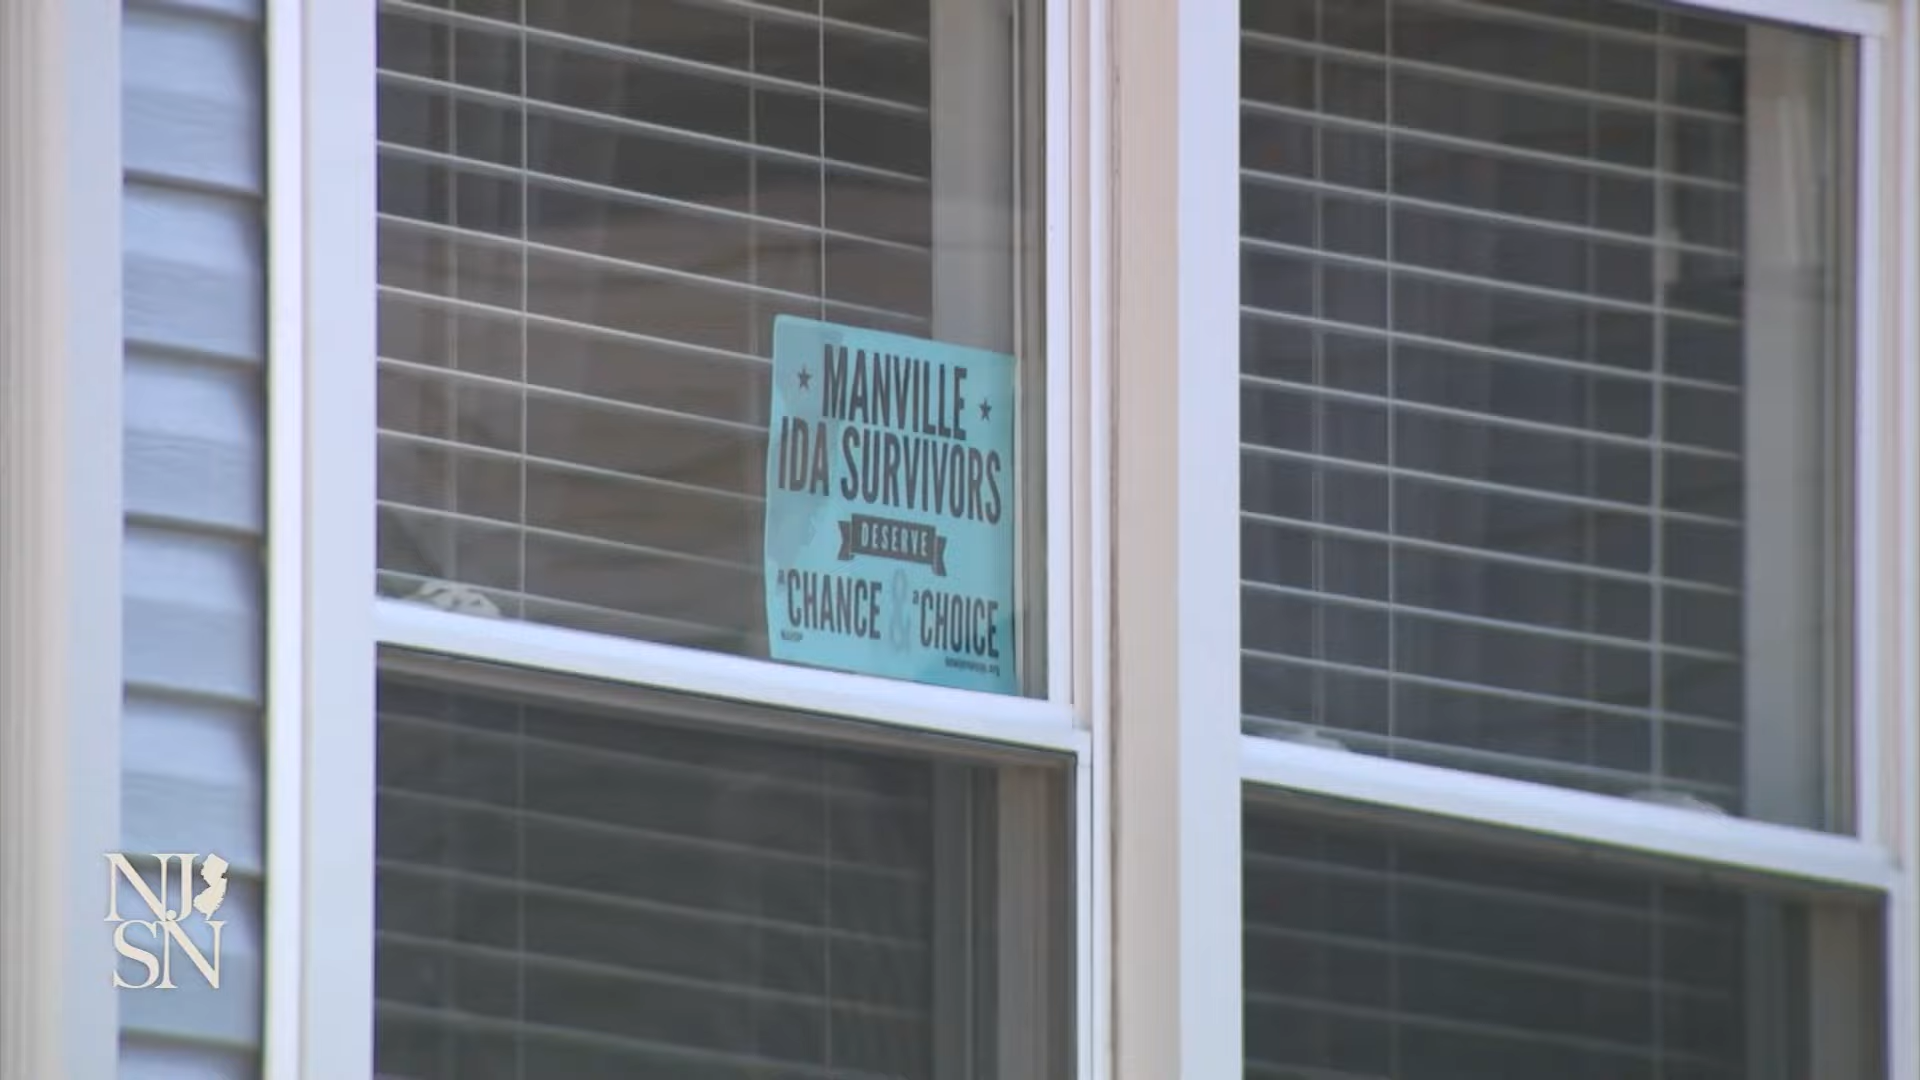 MANVILLE
IDA SURVIVORS
DESERVE
a CHANCE & a CHOICE
NJ
SN